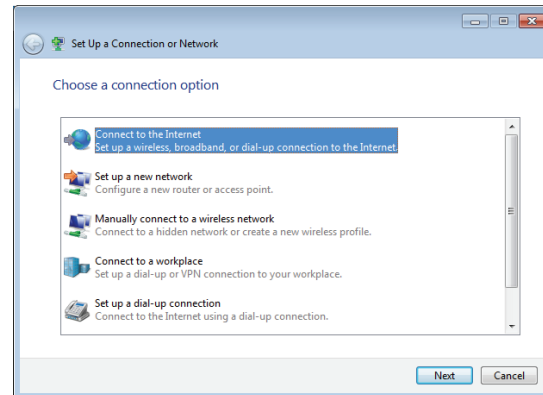 Set Up a Connection or Network
Choose a connection option
Connect to the Internet
Set up a wireless, broadband, or dial-up connection to the Internet.
Set up a new network
Configure a new router or access point.
Manually connect to a wireless network
Connect to a hidden network or create a new wireless profile.
Connect to a workplace
Set up a dial-up or VPN connection to your workplace.
Set up a dial-up connection
Connect to the Internet using a dial-up connection.
Next Cancel